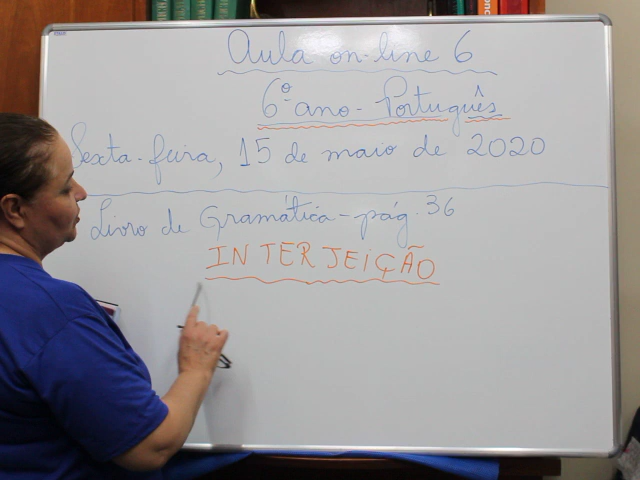 Aula on-line 6
6º ano - Português
Sexta-feira, 15 de maio de 2020
Livro de Gramática - pág. 36
INTERJEIÇÃO